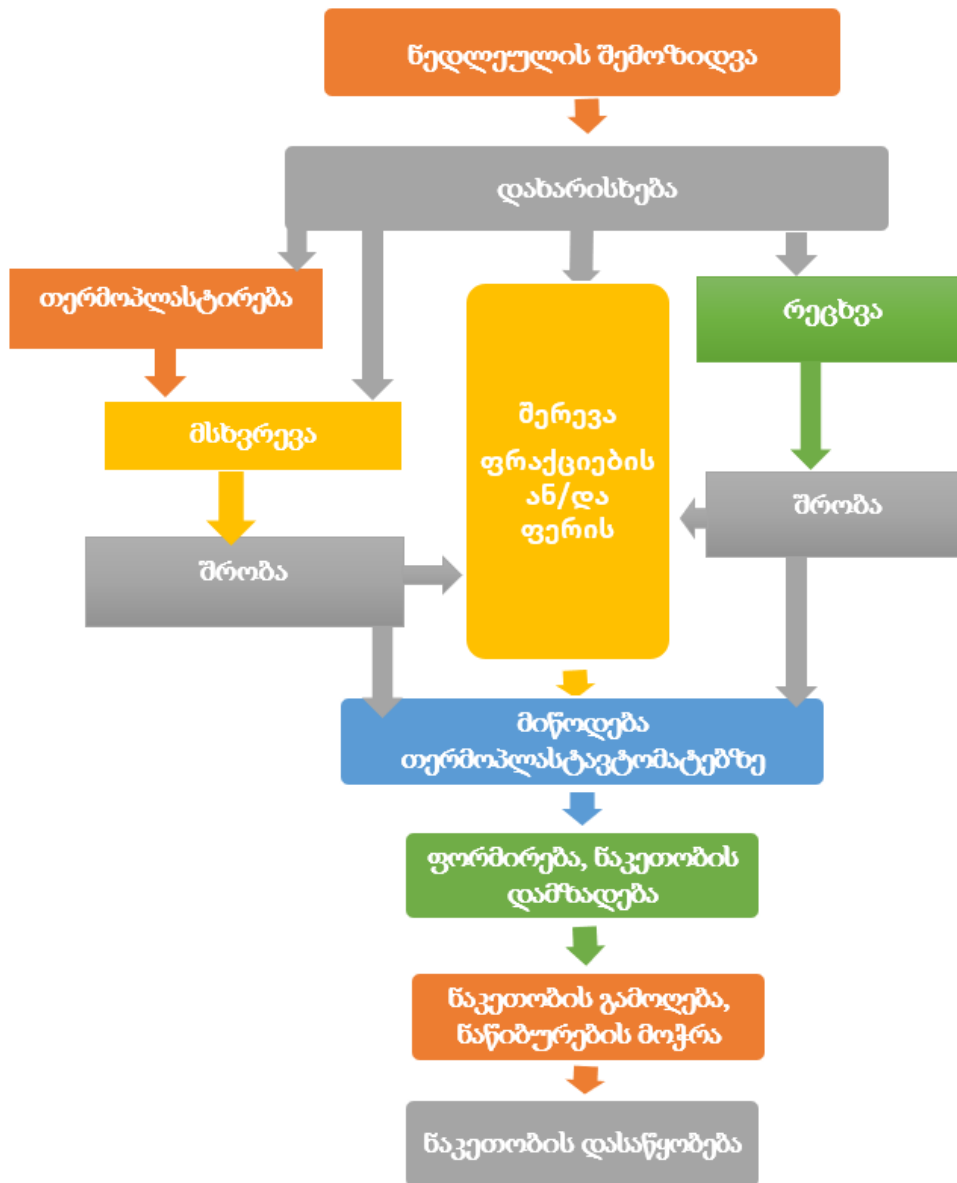 ნედლეულის შემოზიდვა
დახარისხება
თერმოპლასტირება
რეცხვა
მსხვრევა
შერევა
ფრაქციების
ან/და
ფერის
შრობა
შრობა
მიწოდება
თერმოპლასტავტომატებზე
ფორმირება, ნაკეთობის
დამზადება
ნაკეთობის გამოღება,
ნაწიბურების მოჭრა
ნაკეთობის დასაწყობება